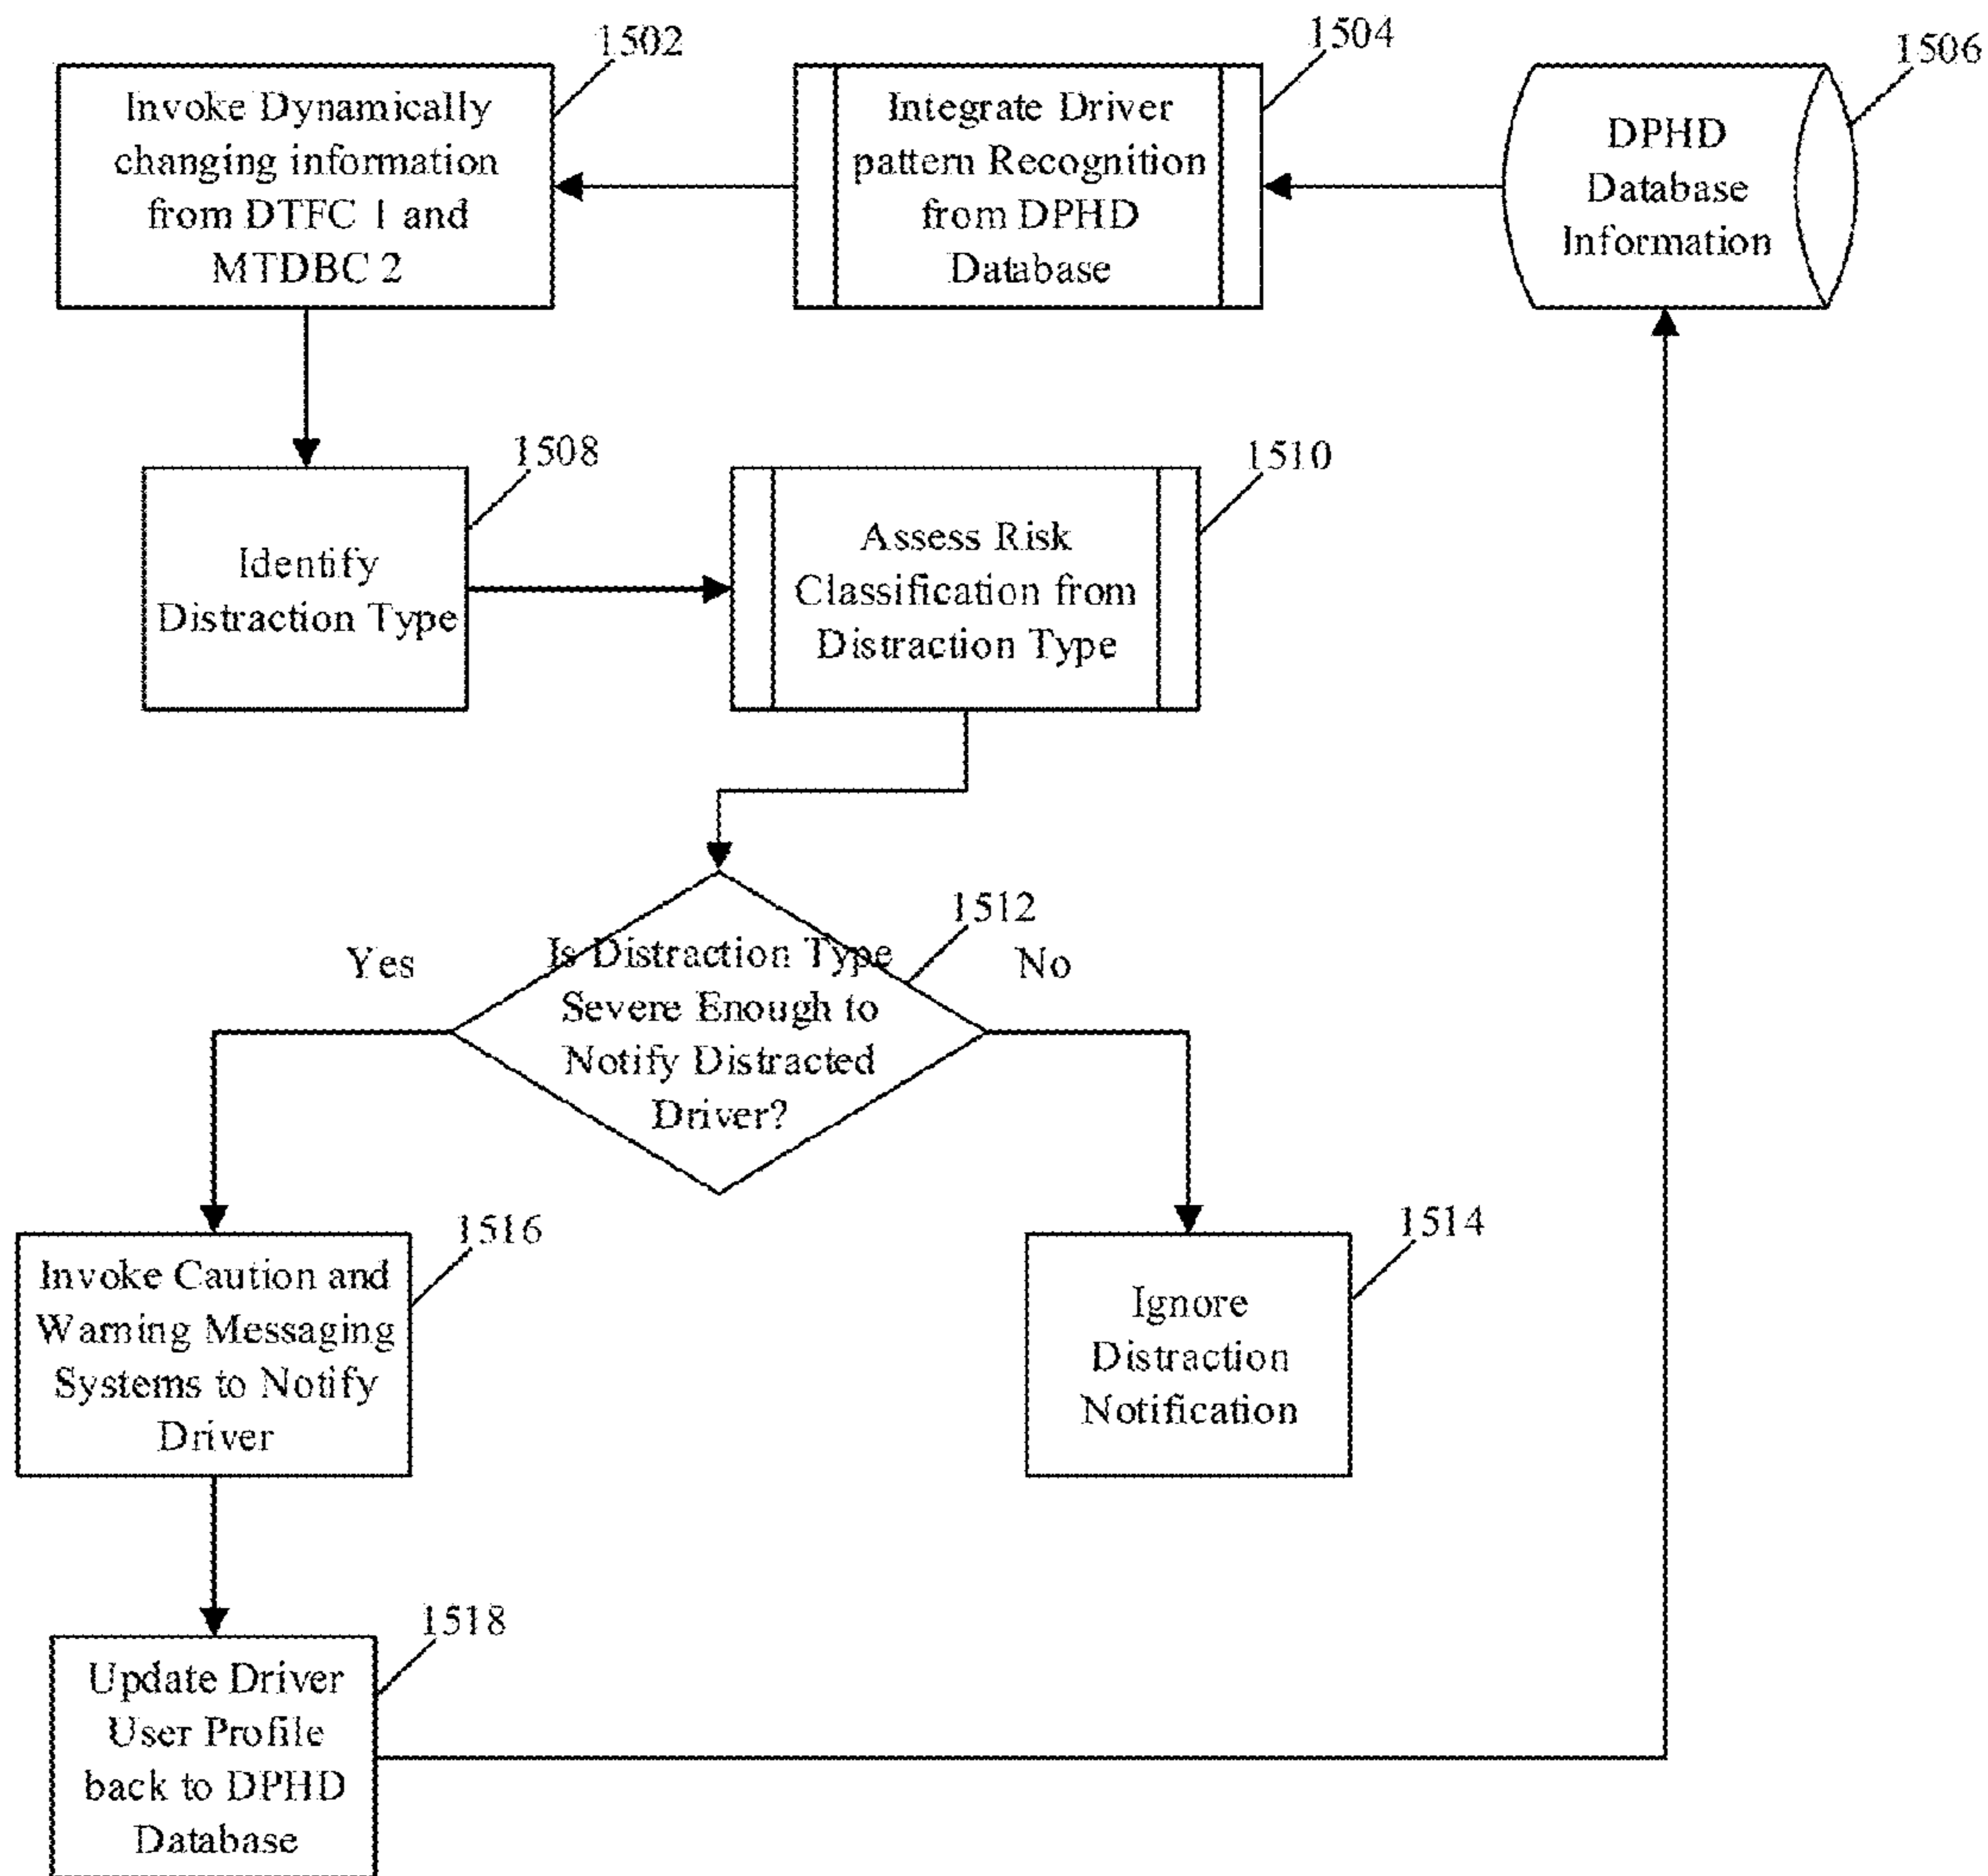 1502
Invoke Dynamically
changing information
from DTFC 1 and
MTDBC 2
1504
Integrate Driver
pattern Recognition
from DPHD
Database
1506
DPHD
Database
Information
1508
Identify
Distraction Type
1510
Assess Risk
Classification from
Distraction Type
1512
Yes
Is Distraction Type
Severe Enough to
Notify Distracted
Driver?
No
1516
Invoke Caution and
Warning Messaging
Systems to Notify
Driver
1514
Ignore
Distraction
Notification
1518
Update Driver
User Profile
back to DPHD
Database